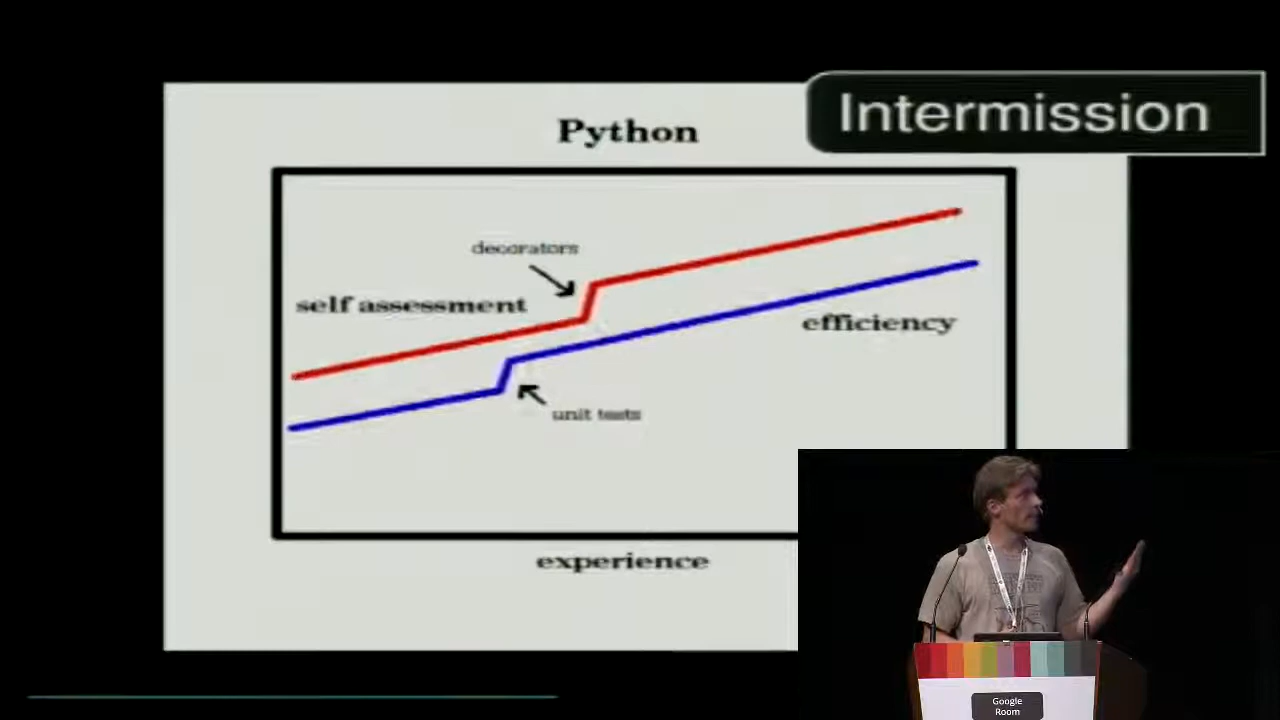 Intermission
Python
decorators
self assessment
efficiency
unit tests
experience
Google
Room